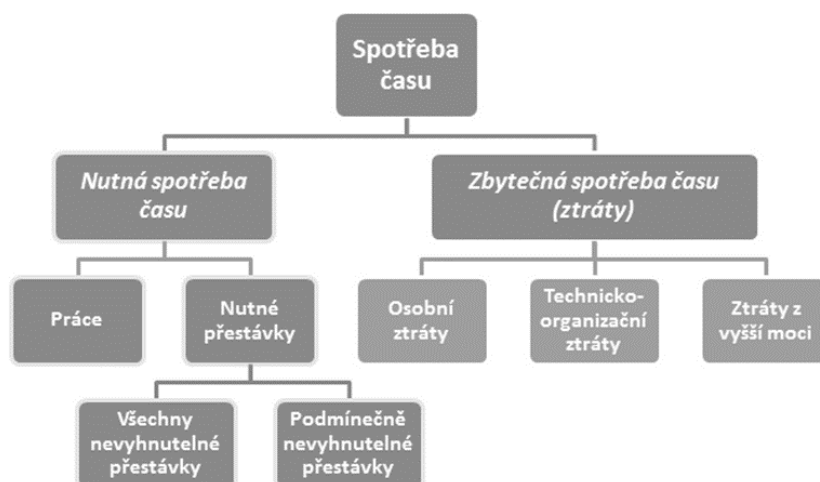 Spotřeba
času
Nutná spotřeba
času
Zbytečná spotřeba času
(ztráty)
Práce
Nutné
přestávky
Osobní
ztráty
Technicko-
organizační
ztráty
Ztráty z
vyšší moci
Všechny
nevyhnutelné
přestávky
Podmínečně
nevyhnutelné
přestávky